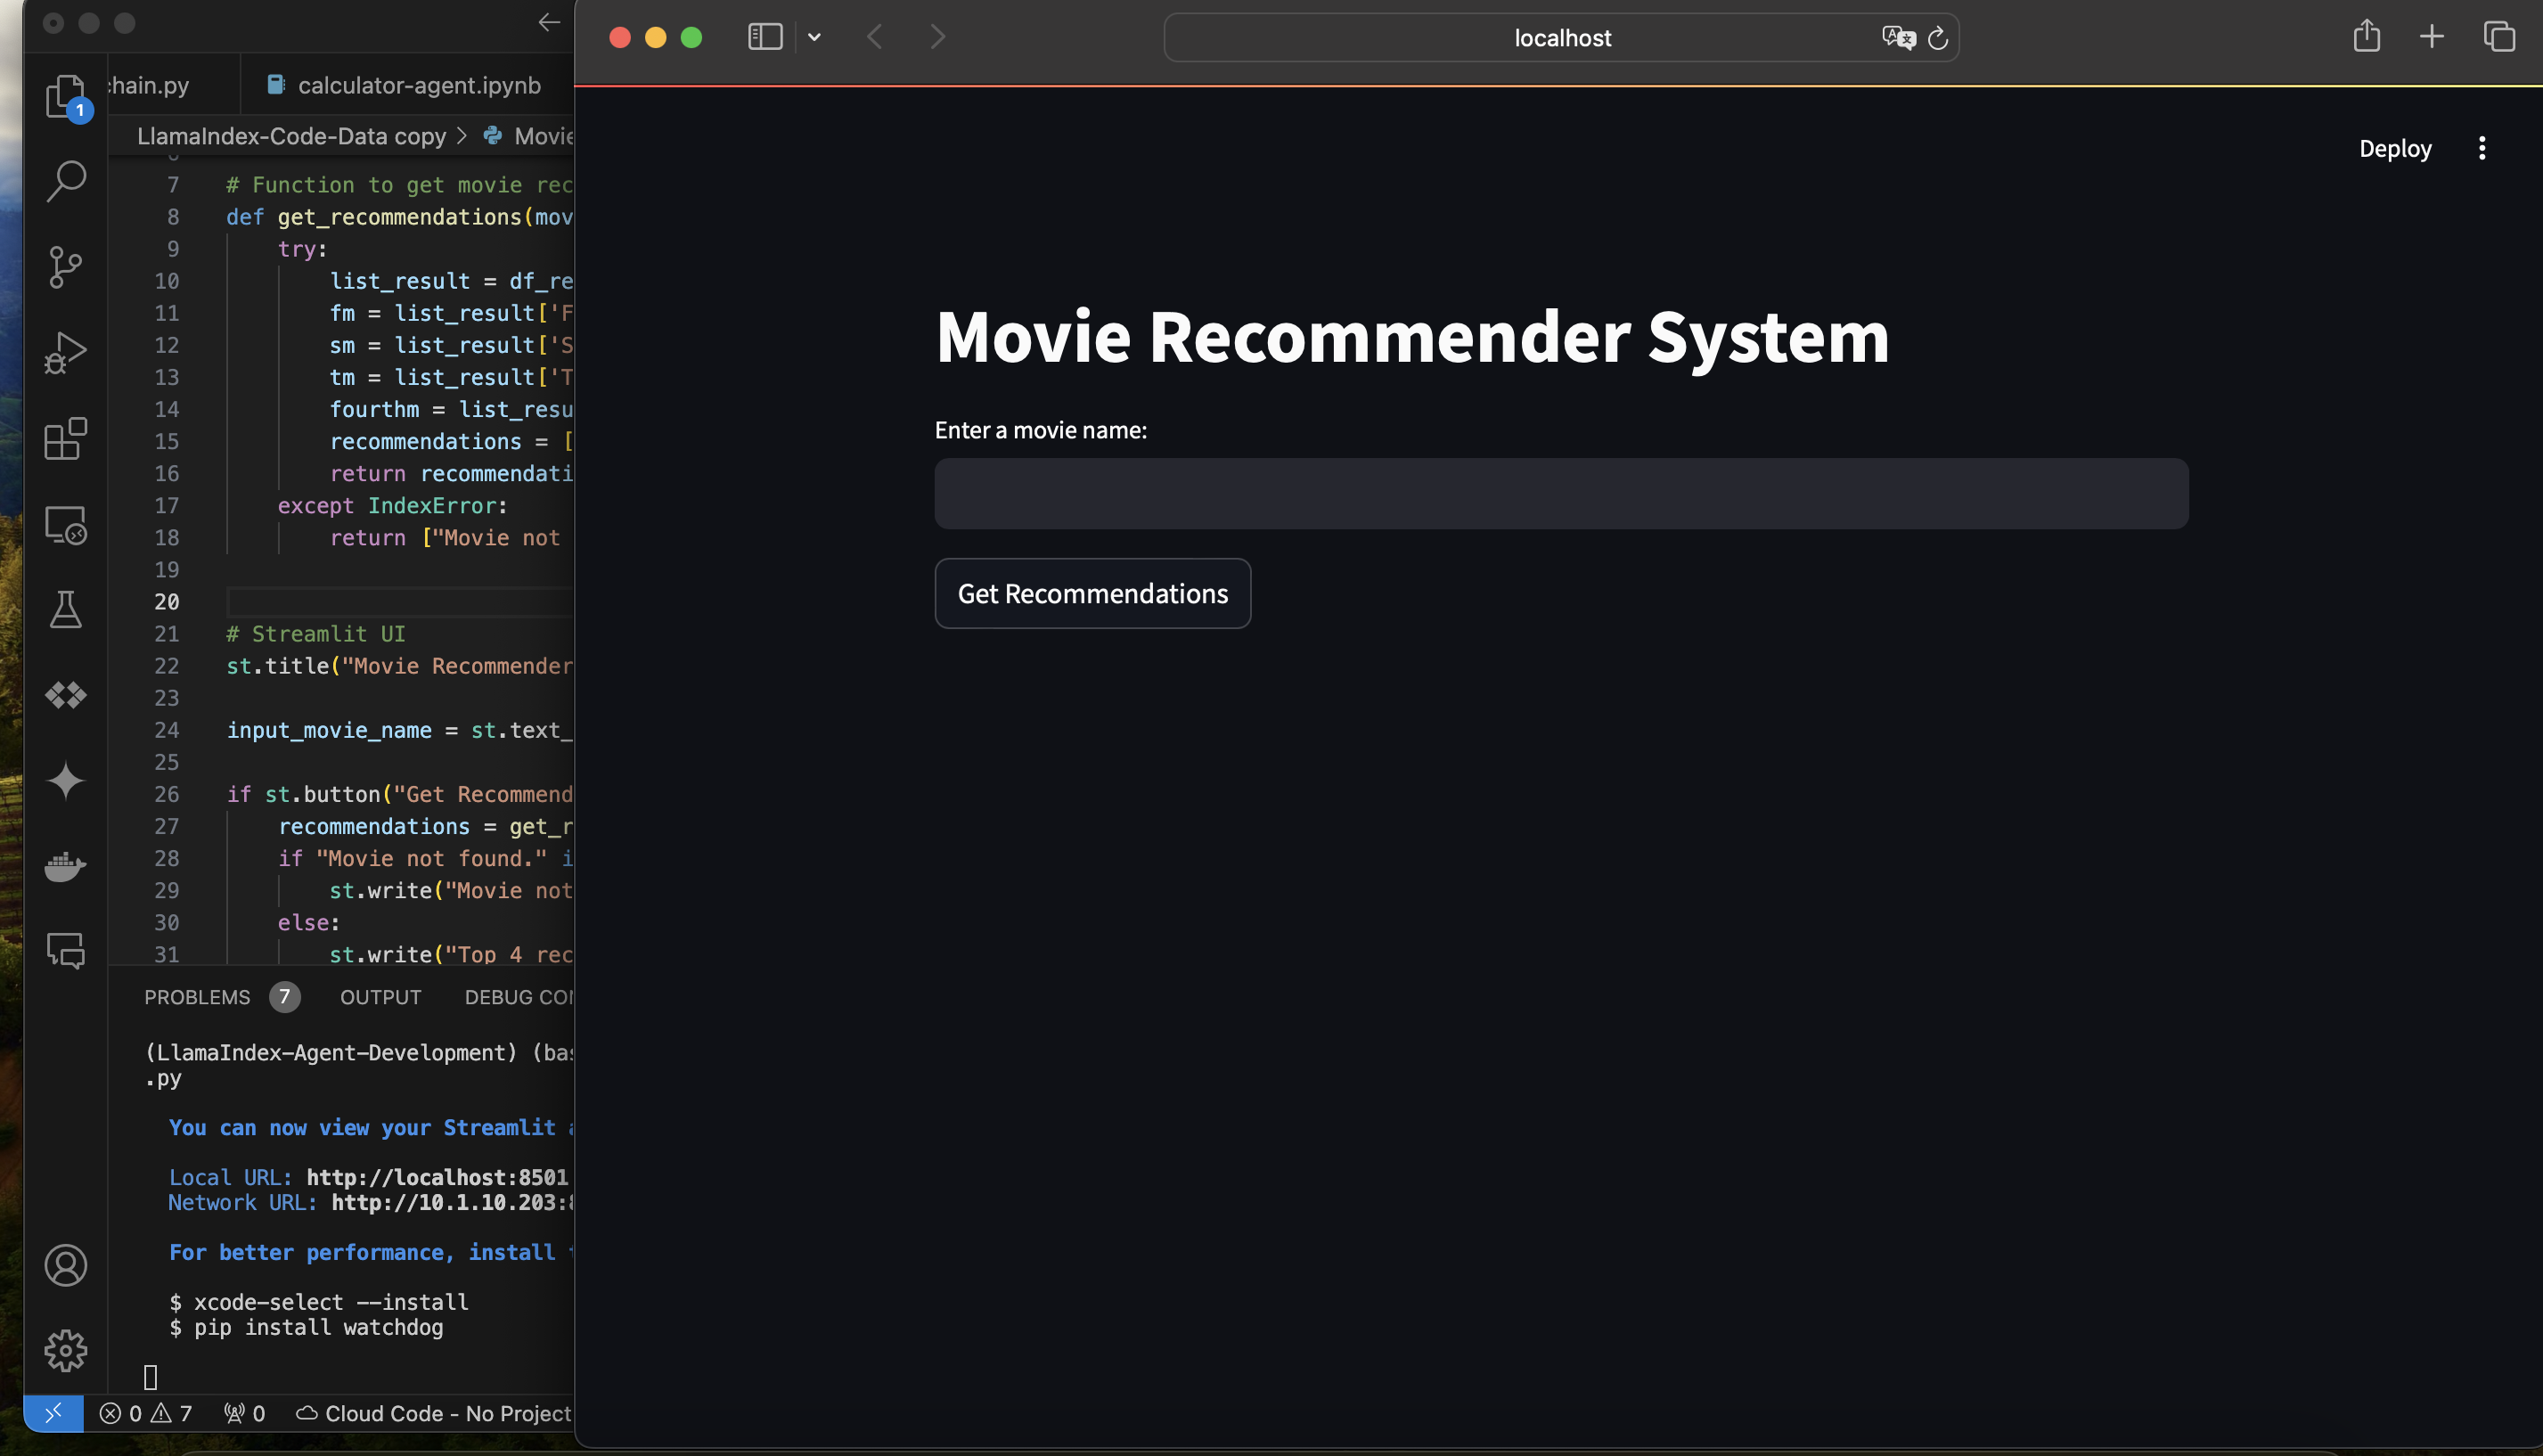 localhost
Deploy
Movie Recommender System
Enter a movie name:
Get Recommendations
hain.py
calculator-agent.ipynb
1
LlamaIndex-Code-Data copy > Movie
7 # Function to get movie rec
8 def get_recommendations(mov
9 try:
10 list_result = df_re
11 fm = list_result['F
12 sm = list_result['S
13 tm = list_result['T
14 fourthm = list_resu
15 recommendations = [
16 return recommendati
17 except IndexError:
18 return ["Movie not
19
20
21 # Streamlit UI
22 st.title("Movie Recommender
23
24 input_movie_name = st.text_
25
26 if st.button("Get Recommend
27 recommendations = get_r
28 if "Movie not found." i
29 st.write("Movie not
30 else:
31 st.write("Top 4 rec
PROBLEMS 7 OUTPUT DEBUG CON
(LlamaIndex-Agent-Development) (bas
.py
You can now view your Streamlit a
Local URL: http://localhost:8501
Network URL: http://10.1.10.203:8
For better performance, install
$ xcode-select --install
$ pip install watchdog
0 7 0 Cloud Code - No Project